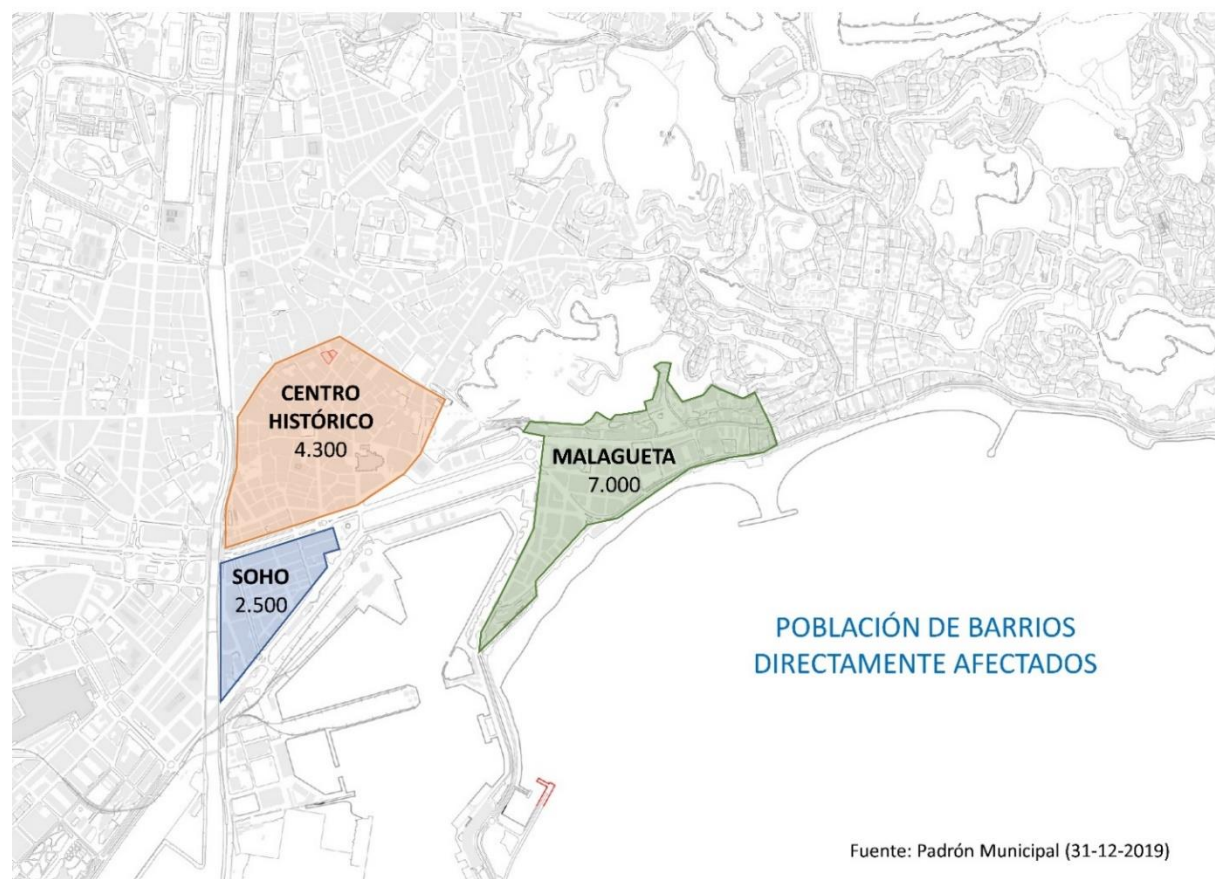 CENTRO
HISTÓRICO
4.300
MALAGUETA
7.000
SOHO
2.500
POBLACIÓN DE BARRIOS
DIRECTAMENTE AFECTADOS
Fuente: Padrón Municipal (31-12-2019)